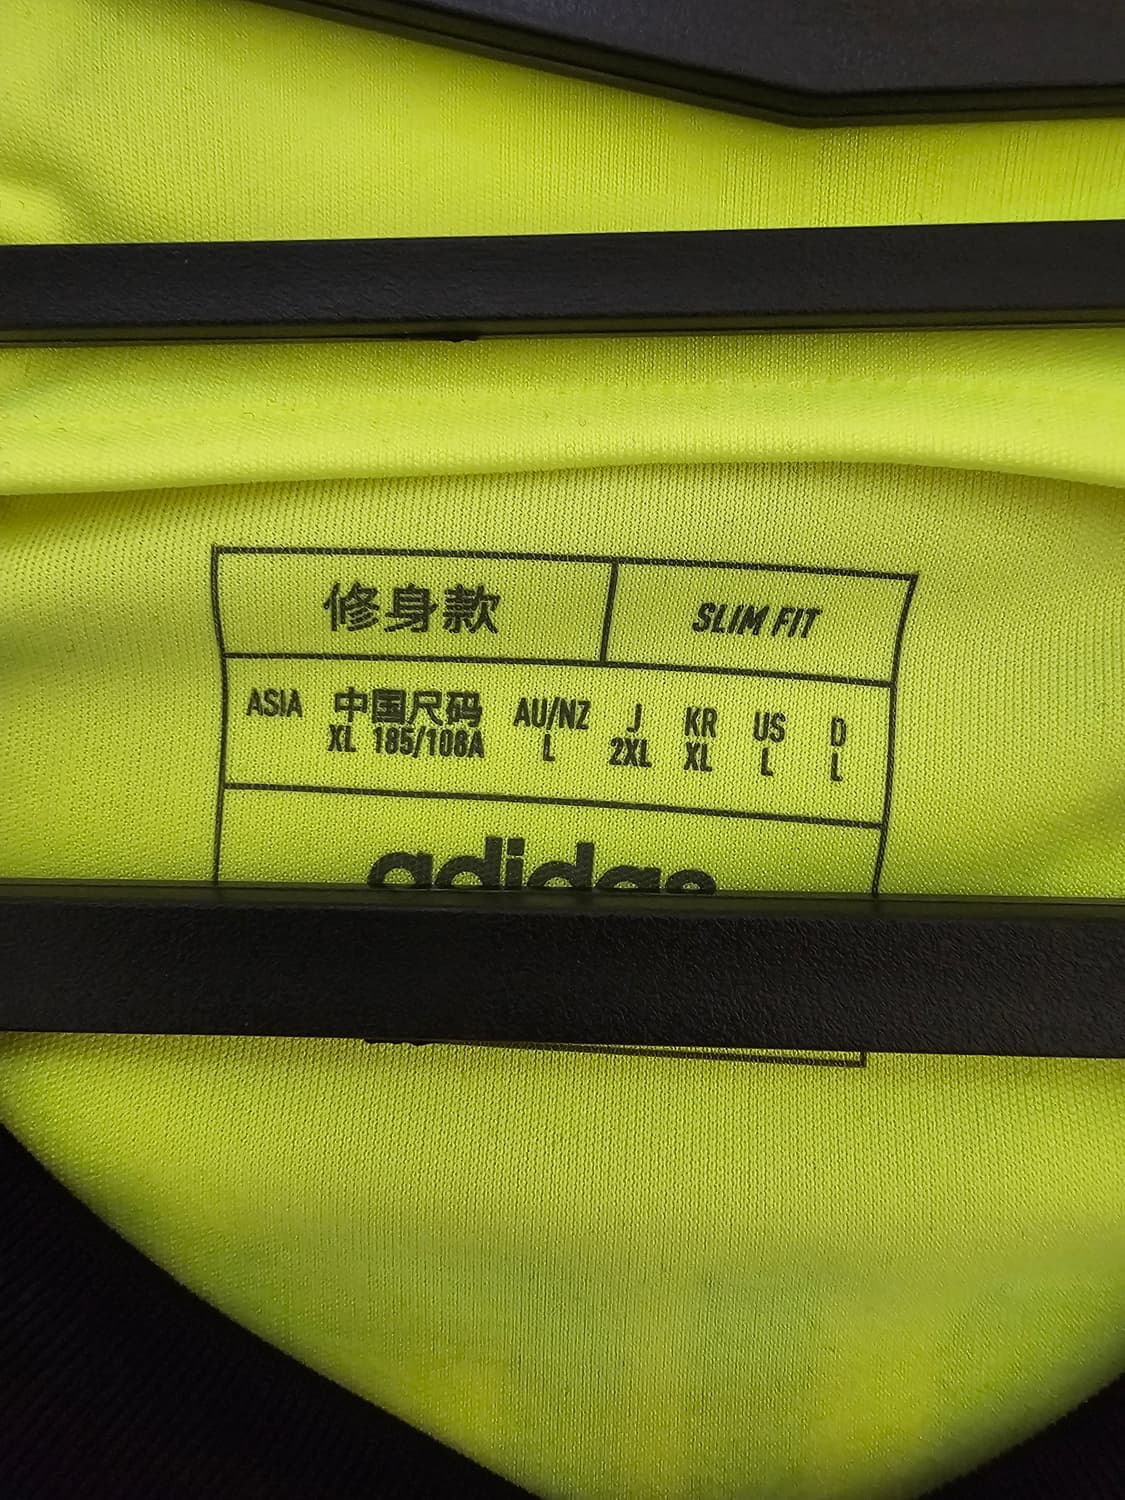 修身款 SLIM FIT
ASIA 中国尺码 AU/NZ J KR US D
XL 185/108A L 2XL XL L L
adidas